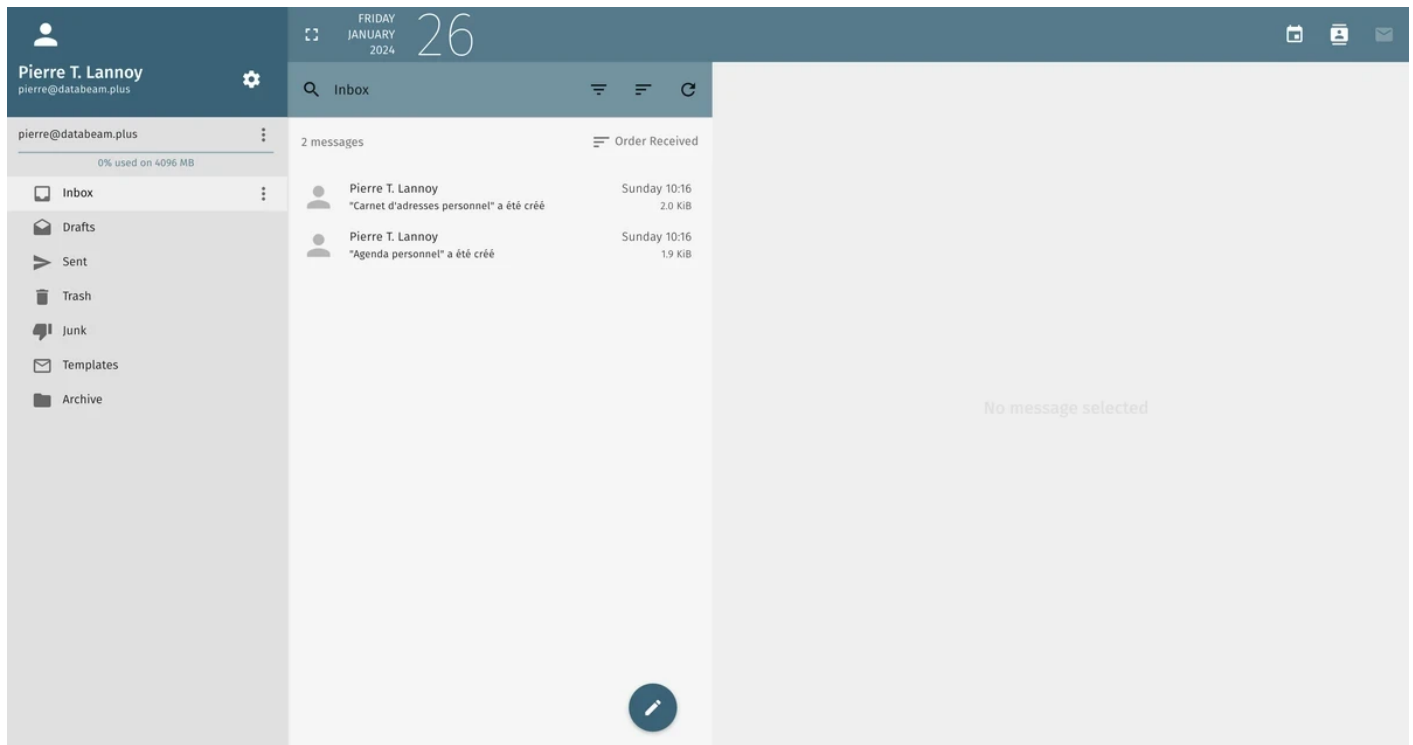 FRIDAY
JANUARY
2024
26
Pierre T. Lannoy
pierre@databeam.plus
Inbox
pierre@databeam.plus
0% used on 4096 MB
Inbox
Drafts
Sent
Trash
Junk
Templates
Archive
2 messages
Order Received
Pierre T. Lannoy
Sunday 10:16
"Carnet d'adresses personnel" a été créé
2.0 KiB
Pierre T. Lannoy
Sunday 10:16
"Agenda personnel" a été créé
1.9 KiB
No message selected